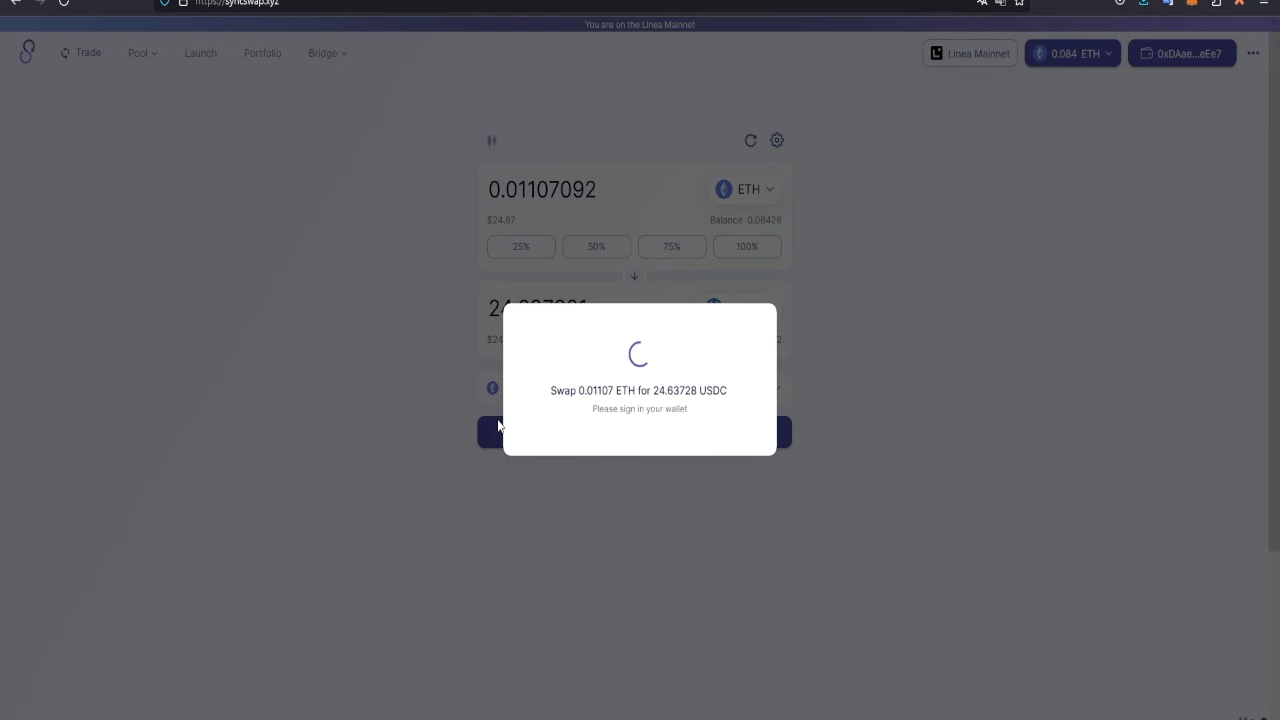 https://syncswap.xyz
You are on the Linea Mainnet
Trade Pool Launch Portfolio Bridge Linea Mainnet 0.084 ETH 0xDAae...eEe7
0.01107092 ETH
$24.87 Balance 0.08428
25% 50% 75% 100%
Swap 0.01107 ETH for 24.63728 USDC
Please sign in your wallet